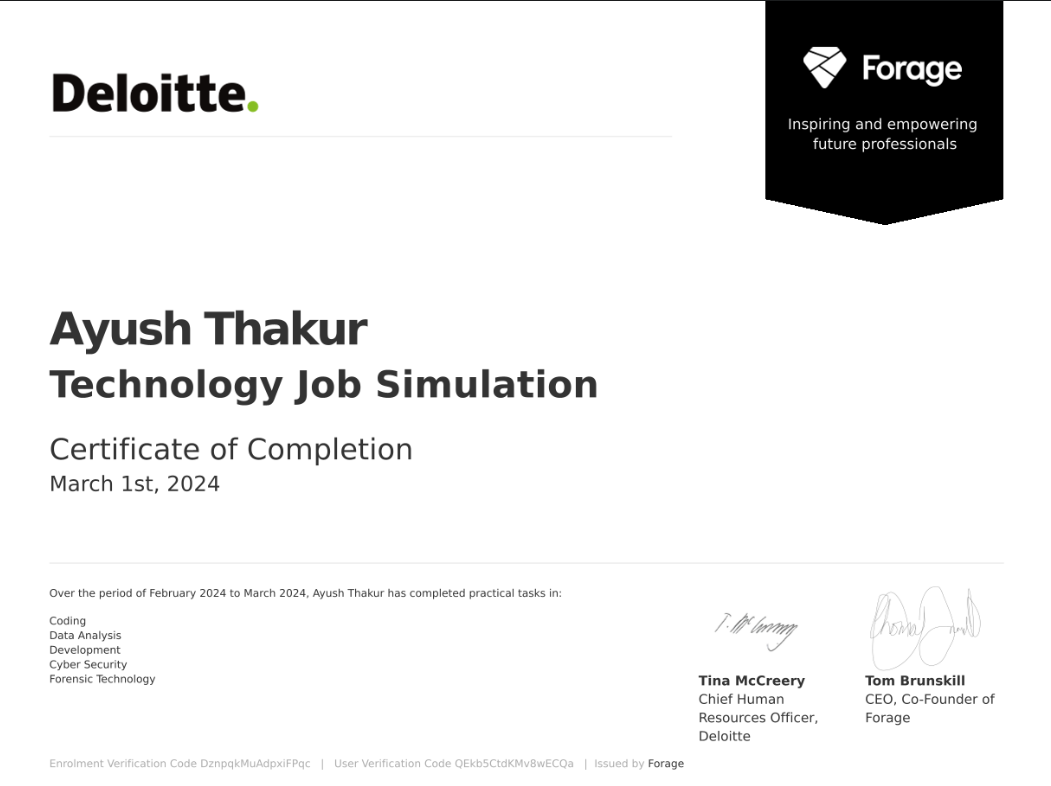 Deloitte.
Forage
Inspiring and empowering
future professionals
Ayush Thakur
Technology Job Simulation
Certificate of Completion
March 1st, 2024
Over the period of February 2024 to March 2024, Ayush Thakur has completed practical tasks in:
Coding
Data Analysis
Development
Cyber Security
Forensic Technology
Tina McCreery
Chief Human
Resources Officer,
Deloitte
Tom Brunskill
CEO, Co-Founder of
Forage
Enrolment Verification Code DznpqkMuAdpxiFPqc | User Verification Code QEkb5CtdKMv8wECQa | Issued by Forage